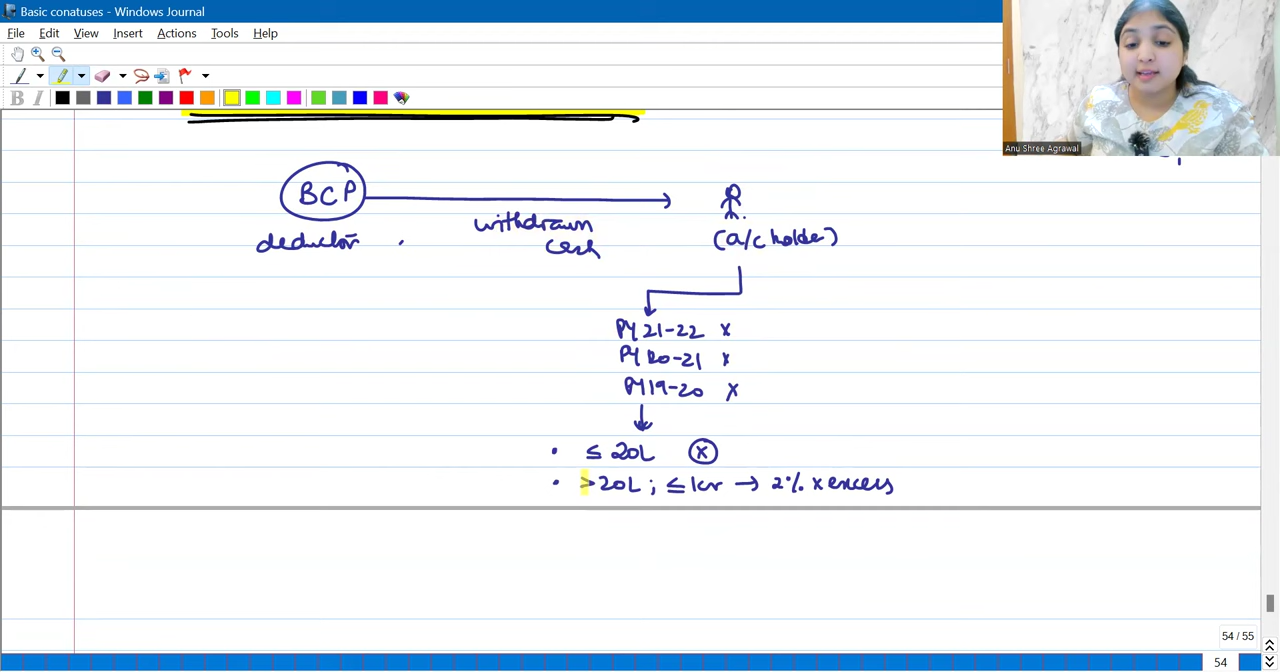 Basic conatuses - Windows Journal
File Edit View Insert Actions Tools Help
B I
Anu Shree Agrawal
BCP
withdrawn
cash
deductor
(a/c holder)
PY 21-22 x
PY 20-21 x
PY 19-20 x
≤ 20L x
>20L ; ≤ 1cr → 2% x excess
54 / 55
54